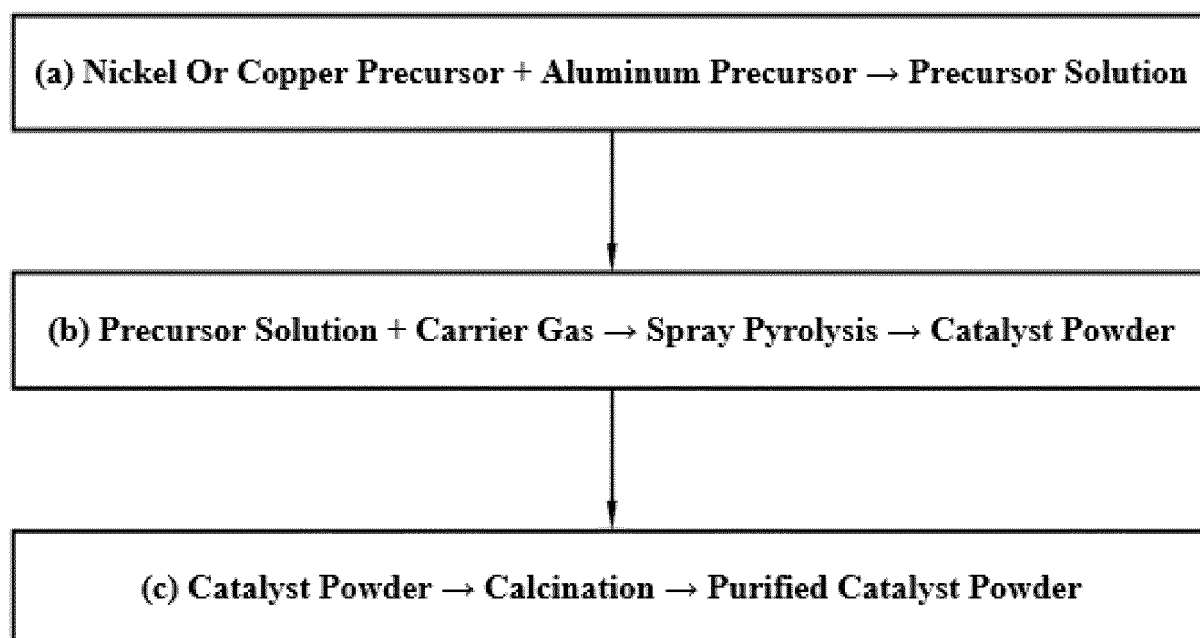 (a) Nickel Or Copper Precursor + Aluminum Precursor → Precursor Solution
(b) Precursor Solution + Carrier Gas → Spray Pyrolysis → Catalyst Powder
(c) Catalyst Powder → Calcination → Purified Catalyst Powder